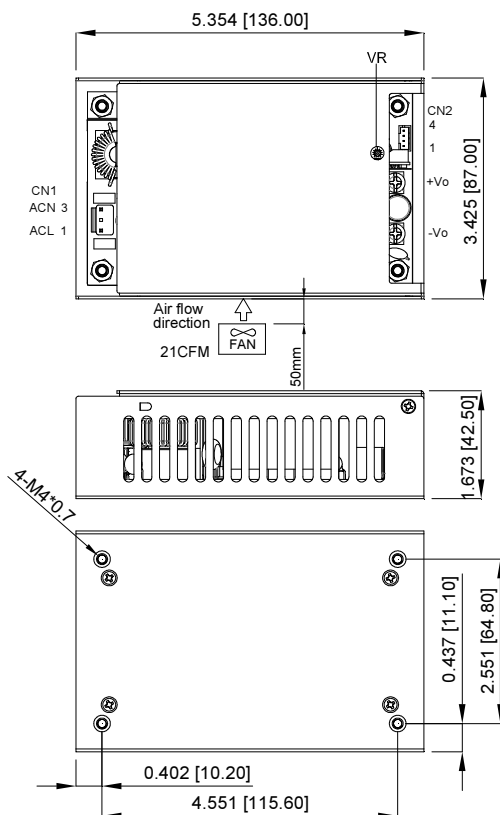 5.354 [136.00]
VR
CN2
4
1
+Vo
-Vo
3.425 [87.00]
CN1
ACN 3
ACL 1
Air flow
direction
21CFM
FAN
50mm
1.673 [42.50]
4-M4*0.7
0.437 [11.10]
2.551 [64.80]
0.402 [10.20]
4.551 [115.60]